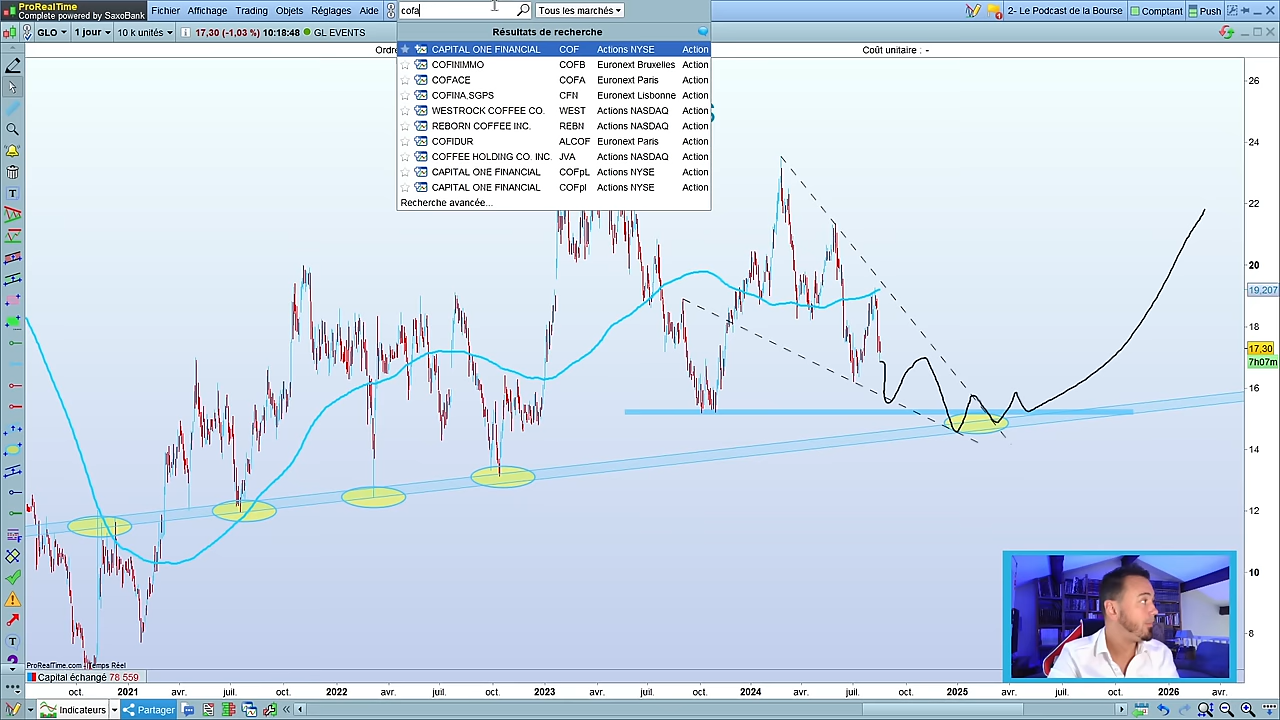 ProRealTime
Complete powered by SaxoBank
Fichier Affichage Trading Objets Réglages Aide
cofa
Tous les marchés
2- Le Podcast de la Bourse
Comptant
Push
GLO
1 jour
10 k unités
17,30 (-1,03 %) 10:18:48
GL EVENTS
Résultats de recherche
Ordre
Coût unitaire : -
CAPITAL ONE FINANCIAL COF Actions NYSE Action
COFINIMMO COFB Euronext Bruxelles Action
COFACE COFA Euronext Paris Action
COFINA,SGPS CFN Euronext Lisbonne Action
WESTROCK COFFEE CO. WEST Actions NASDAQ Action
REBORN COFFEE INC. REBN Actions NASDAQ Action
COFIDUR ALCOF Euronext Paris Action
COFFEE HOLDING CO. INC. JVA Actions NASDAQ Action
CAPITAL ONE FINANCIAL COFpL Actions NYSE Action
CAPITAL ONE FINANCIAL COFpI Actions NYSE Action
Recherche avancée...
26
24
22
20
19,207
18
17,30
7h07m
16
14
12
10
8
ProRealTime.com Temps Réel
Capital échangé 78 559
oct. 2021 avr. juil. oct. 2022 avr. juil. oct. 2023 avr. juil. oct. 2024 avr. juil. oct. 2025 avr. juil. oct. 2026 avr.
Indicateurs
Partager